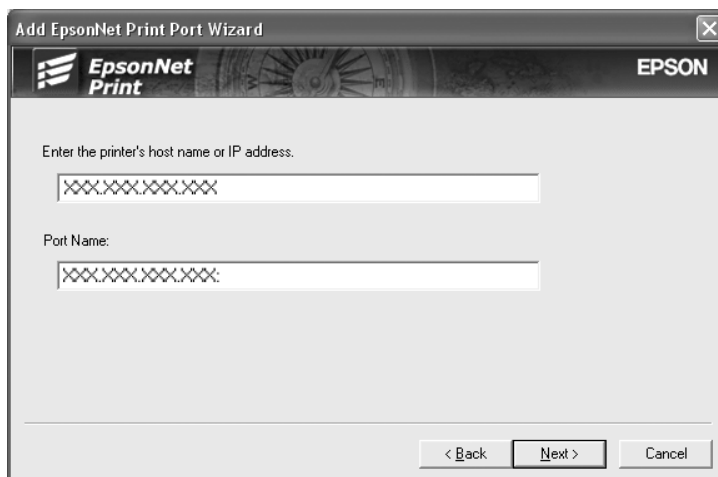 Add EpsonNet Print Port Wizard
EpsonNet
Print
EPSON
Enter the printer's host name or IP address.
XXX.XXX.XXX.XXX
Port Name:
XXX.XXX.XXX.XXX:
< Back
Next >
Cancel